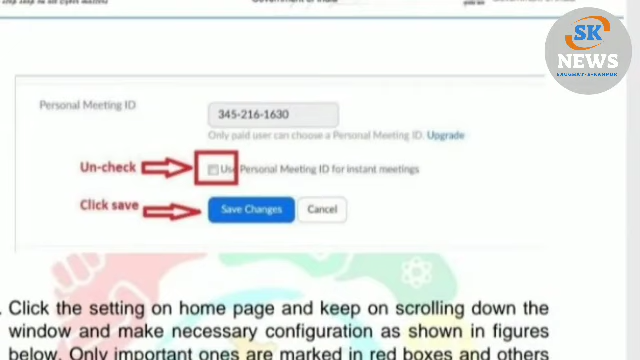 SK
NEWS
Personal Meeting ID
345-216-1630
Only paid user can choose a Personal Meeting ID. Upgrade
Un-check
Use Personal Meeting ID for instant meetings
Click save
Save Changes
Cancel
Click the setting on home page and keep on scrolling down the
window and make necessary configuration as shown in figures
below. Only important ones are marked in red boxes and others